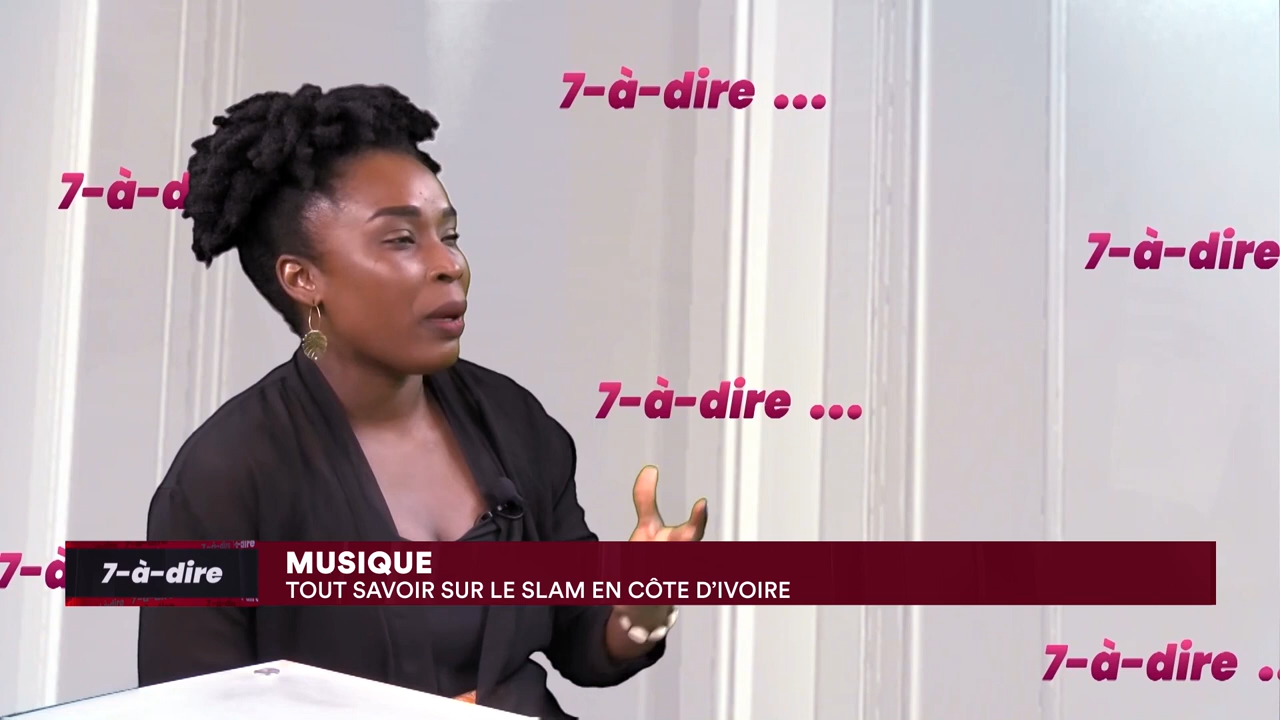 7-à-dire ...
7-à-d
7-à-dire
7-à-dire ...
7-à
7-à-dire
MUSIQUE
TOUT SAVOIR SUR LE SLAM EN CÔTE D'IVOIRE
7-à-dire ..